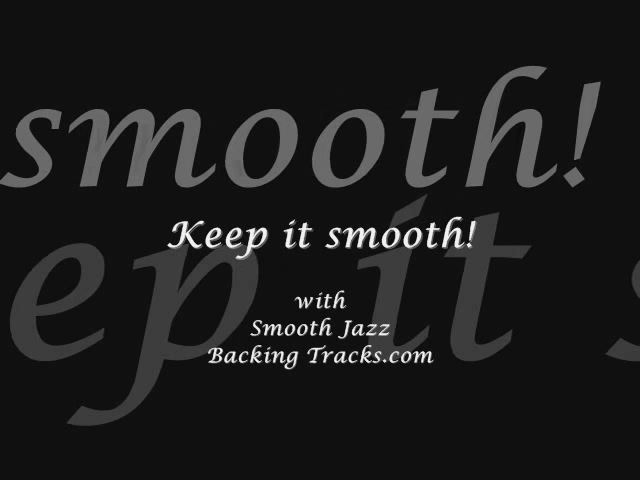 smooth!
Keep it smooth!
ep it s
with
Smooth Jazz
Backing Tracks.com